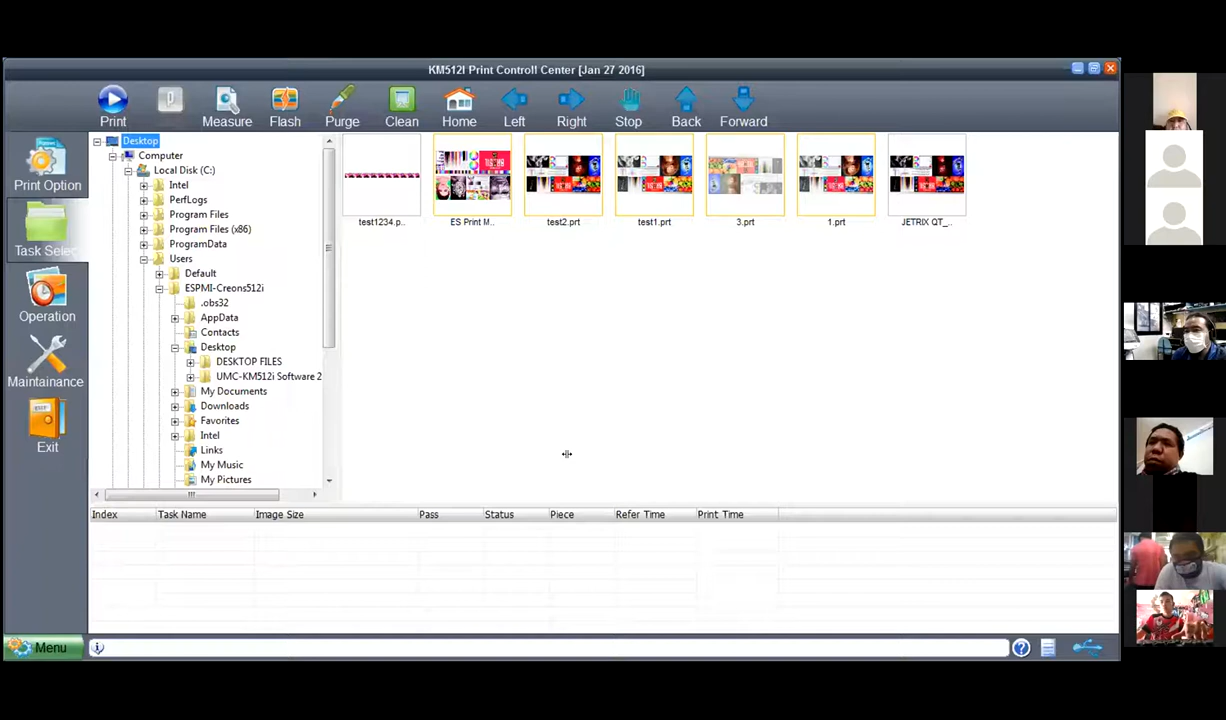 KM512I Print Controll Center [Jan 27 2016]
Print
Measure
Flash
Purge
Clean
Home
Left
Right
Stop
Back
Forward
Print Option
Task Selec
Operation
Maintainance
Exit
Desktop
Computer
Local Disk (C:)
Intel
PerfLogs
Program Files
Program Files (x86)
ProgramData
Users
Default
ESPMI-Creons512i
.obs32
AppData
Contacts
Desktop
DESKTOP FILES
UMC-KM512i Software 2
My Documents
Downloads
Favorites
Intel
Links
My Music
My Pictures
test1234.p..
ES Print M..
test2.prt
test1.prt
3.prt
1.prt
JETRIX QT_..
Index Task Name Image Size Pass Status Piece Refer Time Print Time
Menu